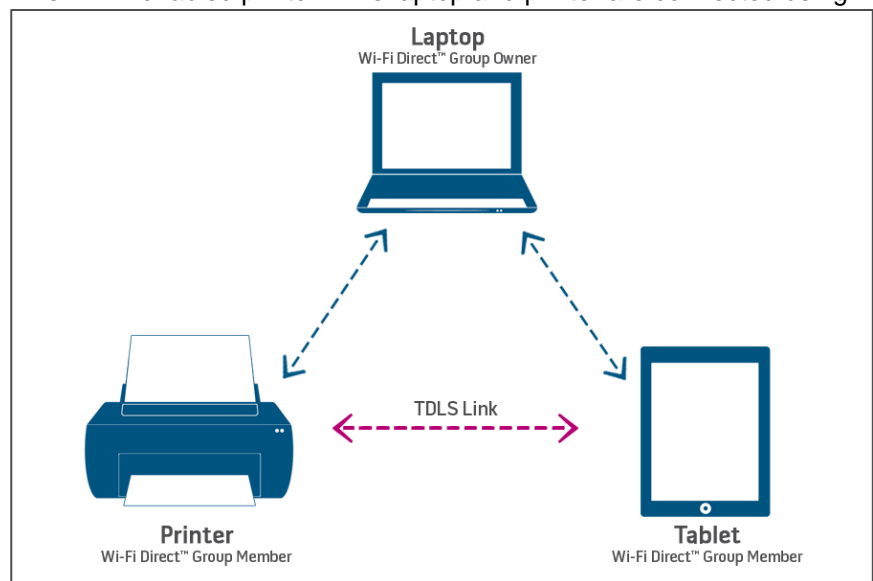 Laptop
Wi-Fi Direct™ Group Owner
TDLS Link
Printer
Wi-Fi Direct™ Group Member
Tablet
Wi-Fi Direct™ Group Member